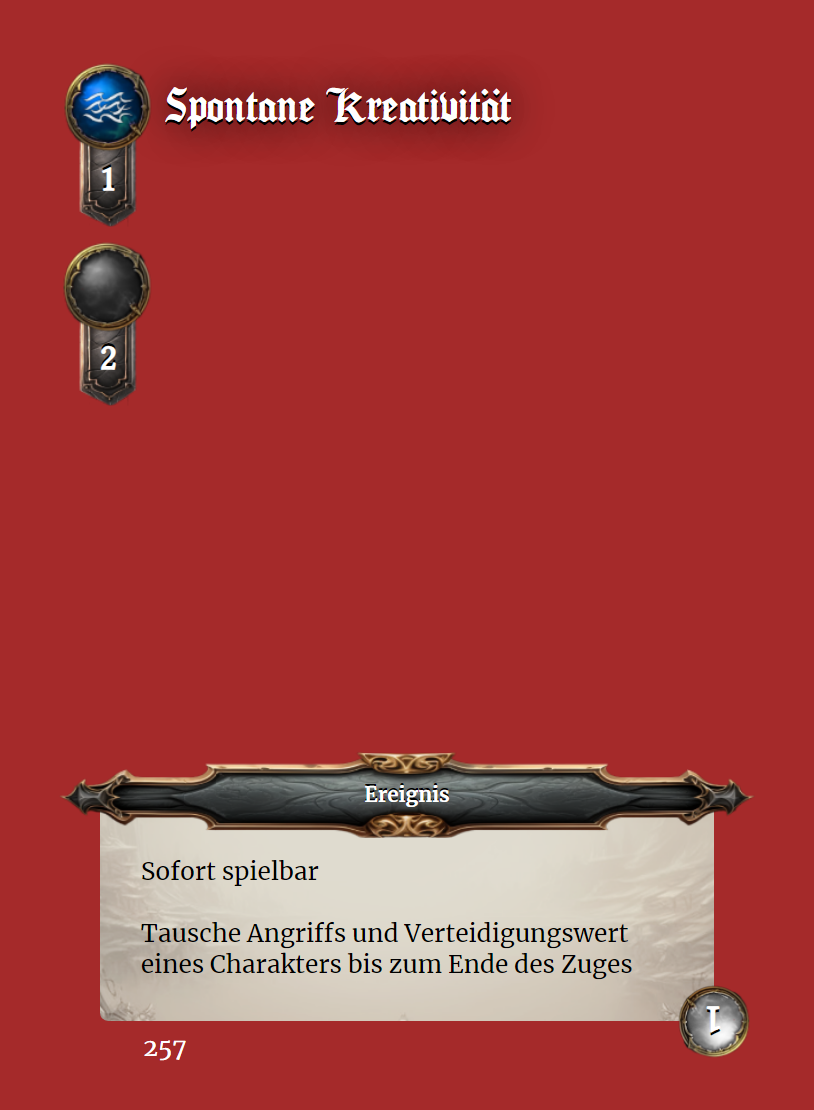 Spontane Kreativität
1
2
Ereignis
Sofort spielbar
Tausche Angriffs und Verteidigungswert
eines Charakters bis zum Ende des Zuges
1
257